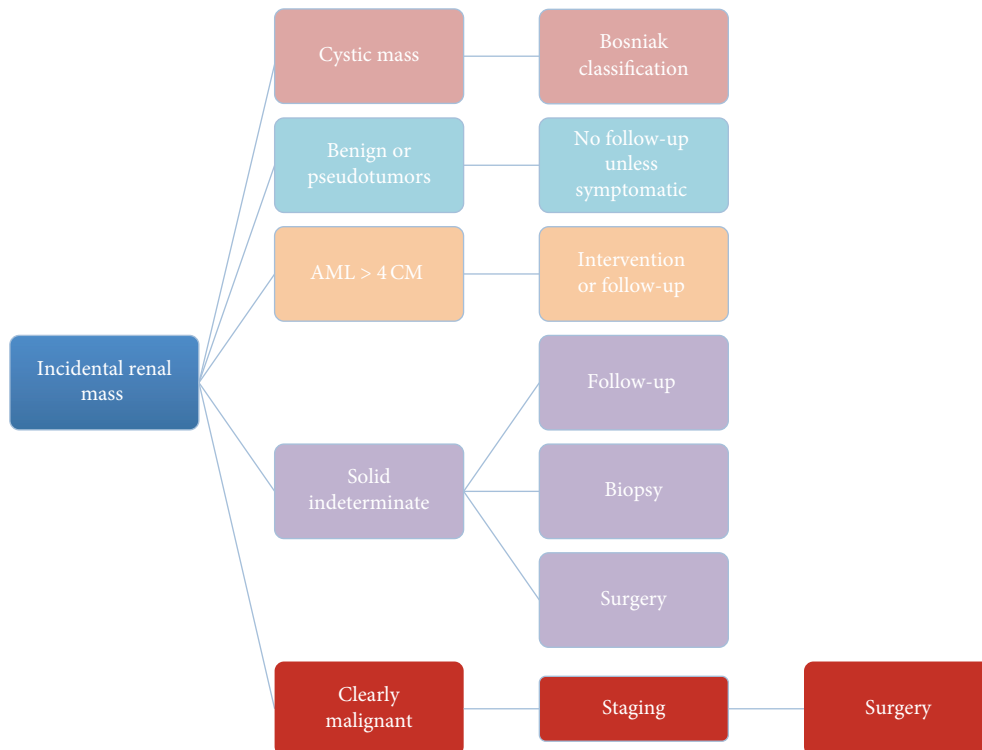 Incidental renal
mass
Cystic mass
Bosniak
classification
Benign or
pseudotumors
No follow-up
unless
symptomatic
AML > 4 CM
Intervention
or follow-up
Solid
indeterminate
Follow-up
Biopsy
Surgery
Clearly
malignant
Staging
Surgery